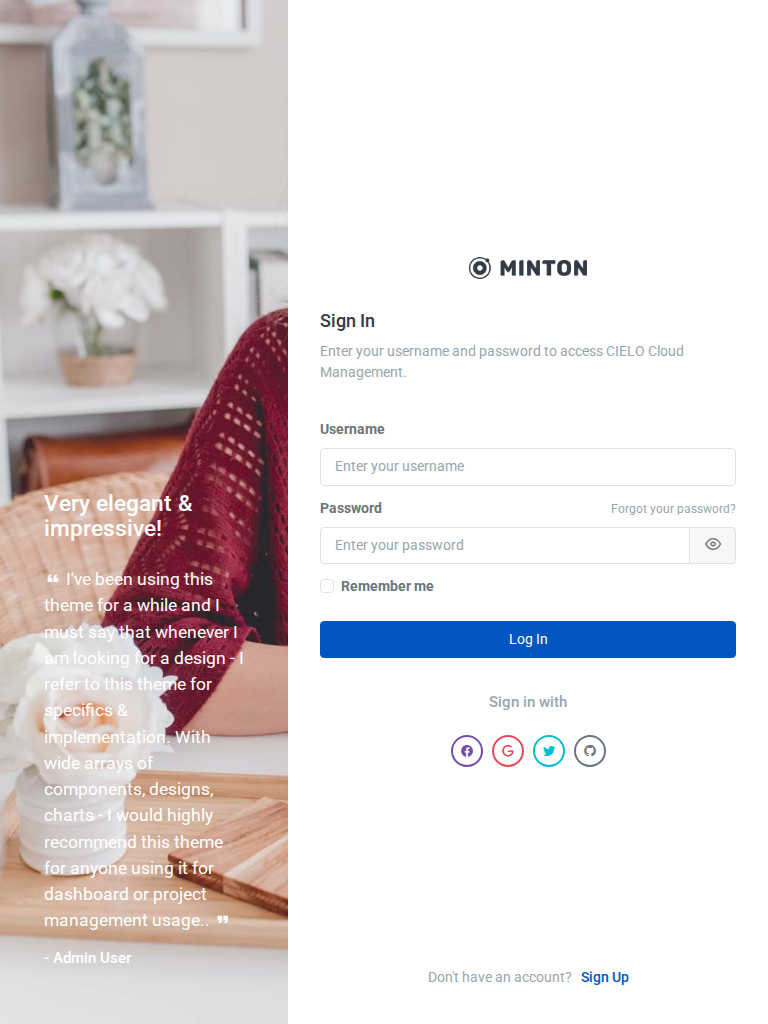 Very elegant &
impressive!
❝ I've been using this
theme for a while and I
must say that whenever I
am looking for a design - I
refer to this theme for
specifics &
implementation. With
wide arrays of
components, designs,
charts - I would highly
recommend this theme
for anyone using it for
dashboard or project
management usage.. ❞
- Admin User
MINTON
Sign In
Enter your username and password to access CIELO Cloud
Management.
Username
Enter your username
Password Forgot your password?
Enter your password
Remember me
Log In
Sign in with
Don't have an account? Sign Up